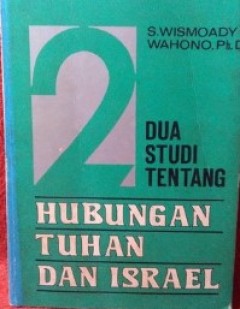 S. WISMOADY
WAHONO. Ph. D
2
DUA
STUDI
TENTANG
HUBUNGAN
TUHAN
DAN ISRAEL